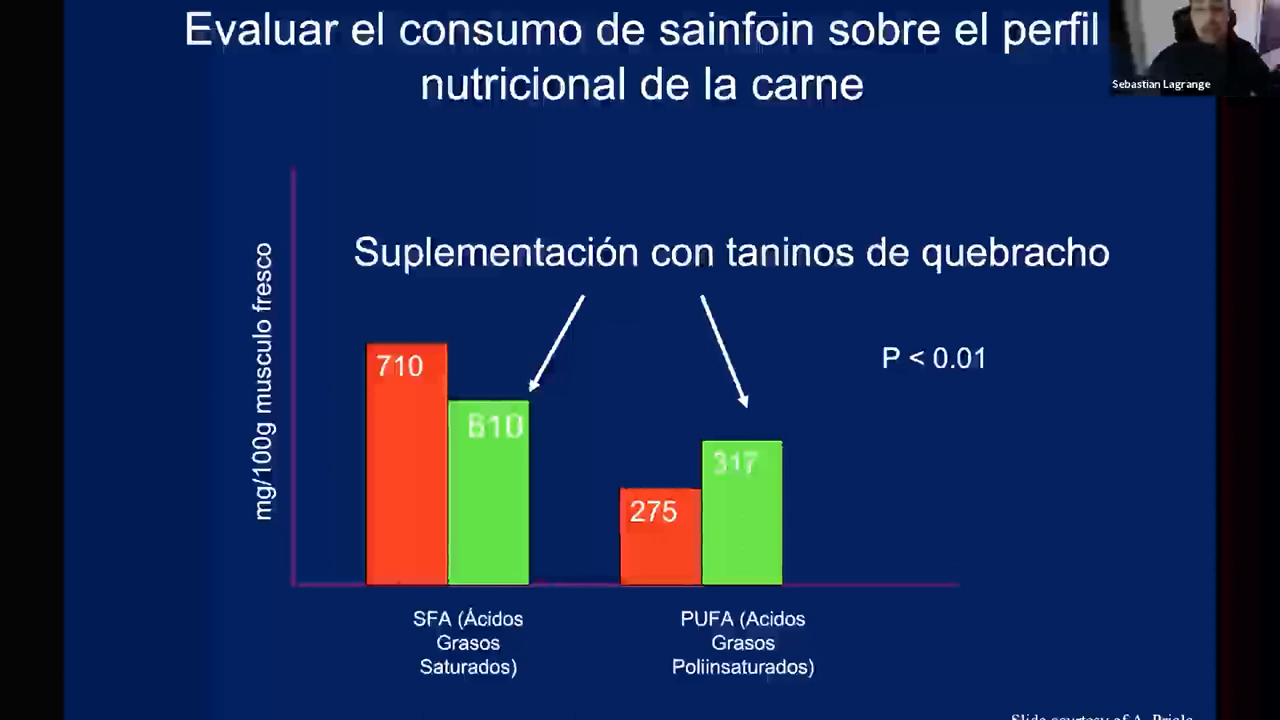 Evaluar el consumo de sainfoin sobre el perfil
nutricional de la carne
Sebastian Lagrange
Suplementación con taninos de quebracho
mg/100g musculo fresco
P < 0.01
710
610
275
317
SFA (Ácidos
Grasos
Saturados)
PUFA (Acidos
Grasos
Poliinsaturados)
Slide courtesy of A. Priolo